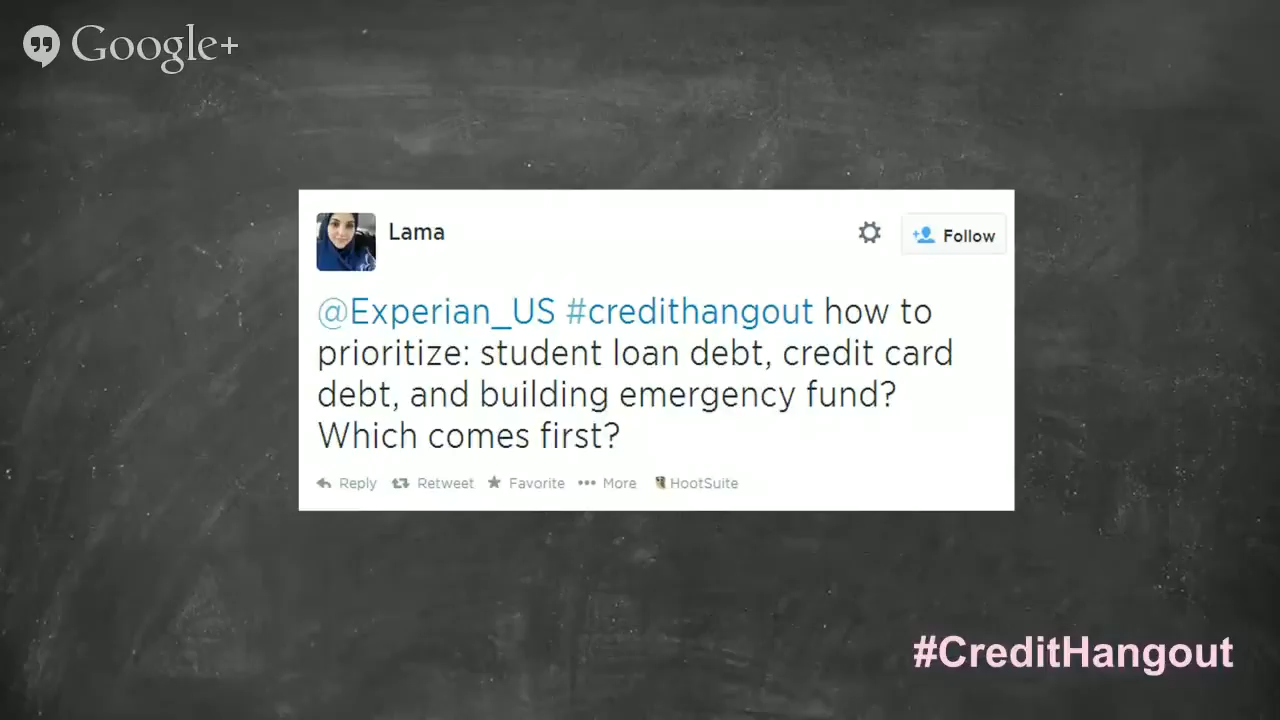 Google+
Lama
Follow
@Experian_US #credithangout how to
prioritize: student loan debt, credit card
debt, and building emergency fund?
Which comes first?
Reply Retweet Favorite More HootSuite
#CreditHangout